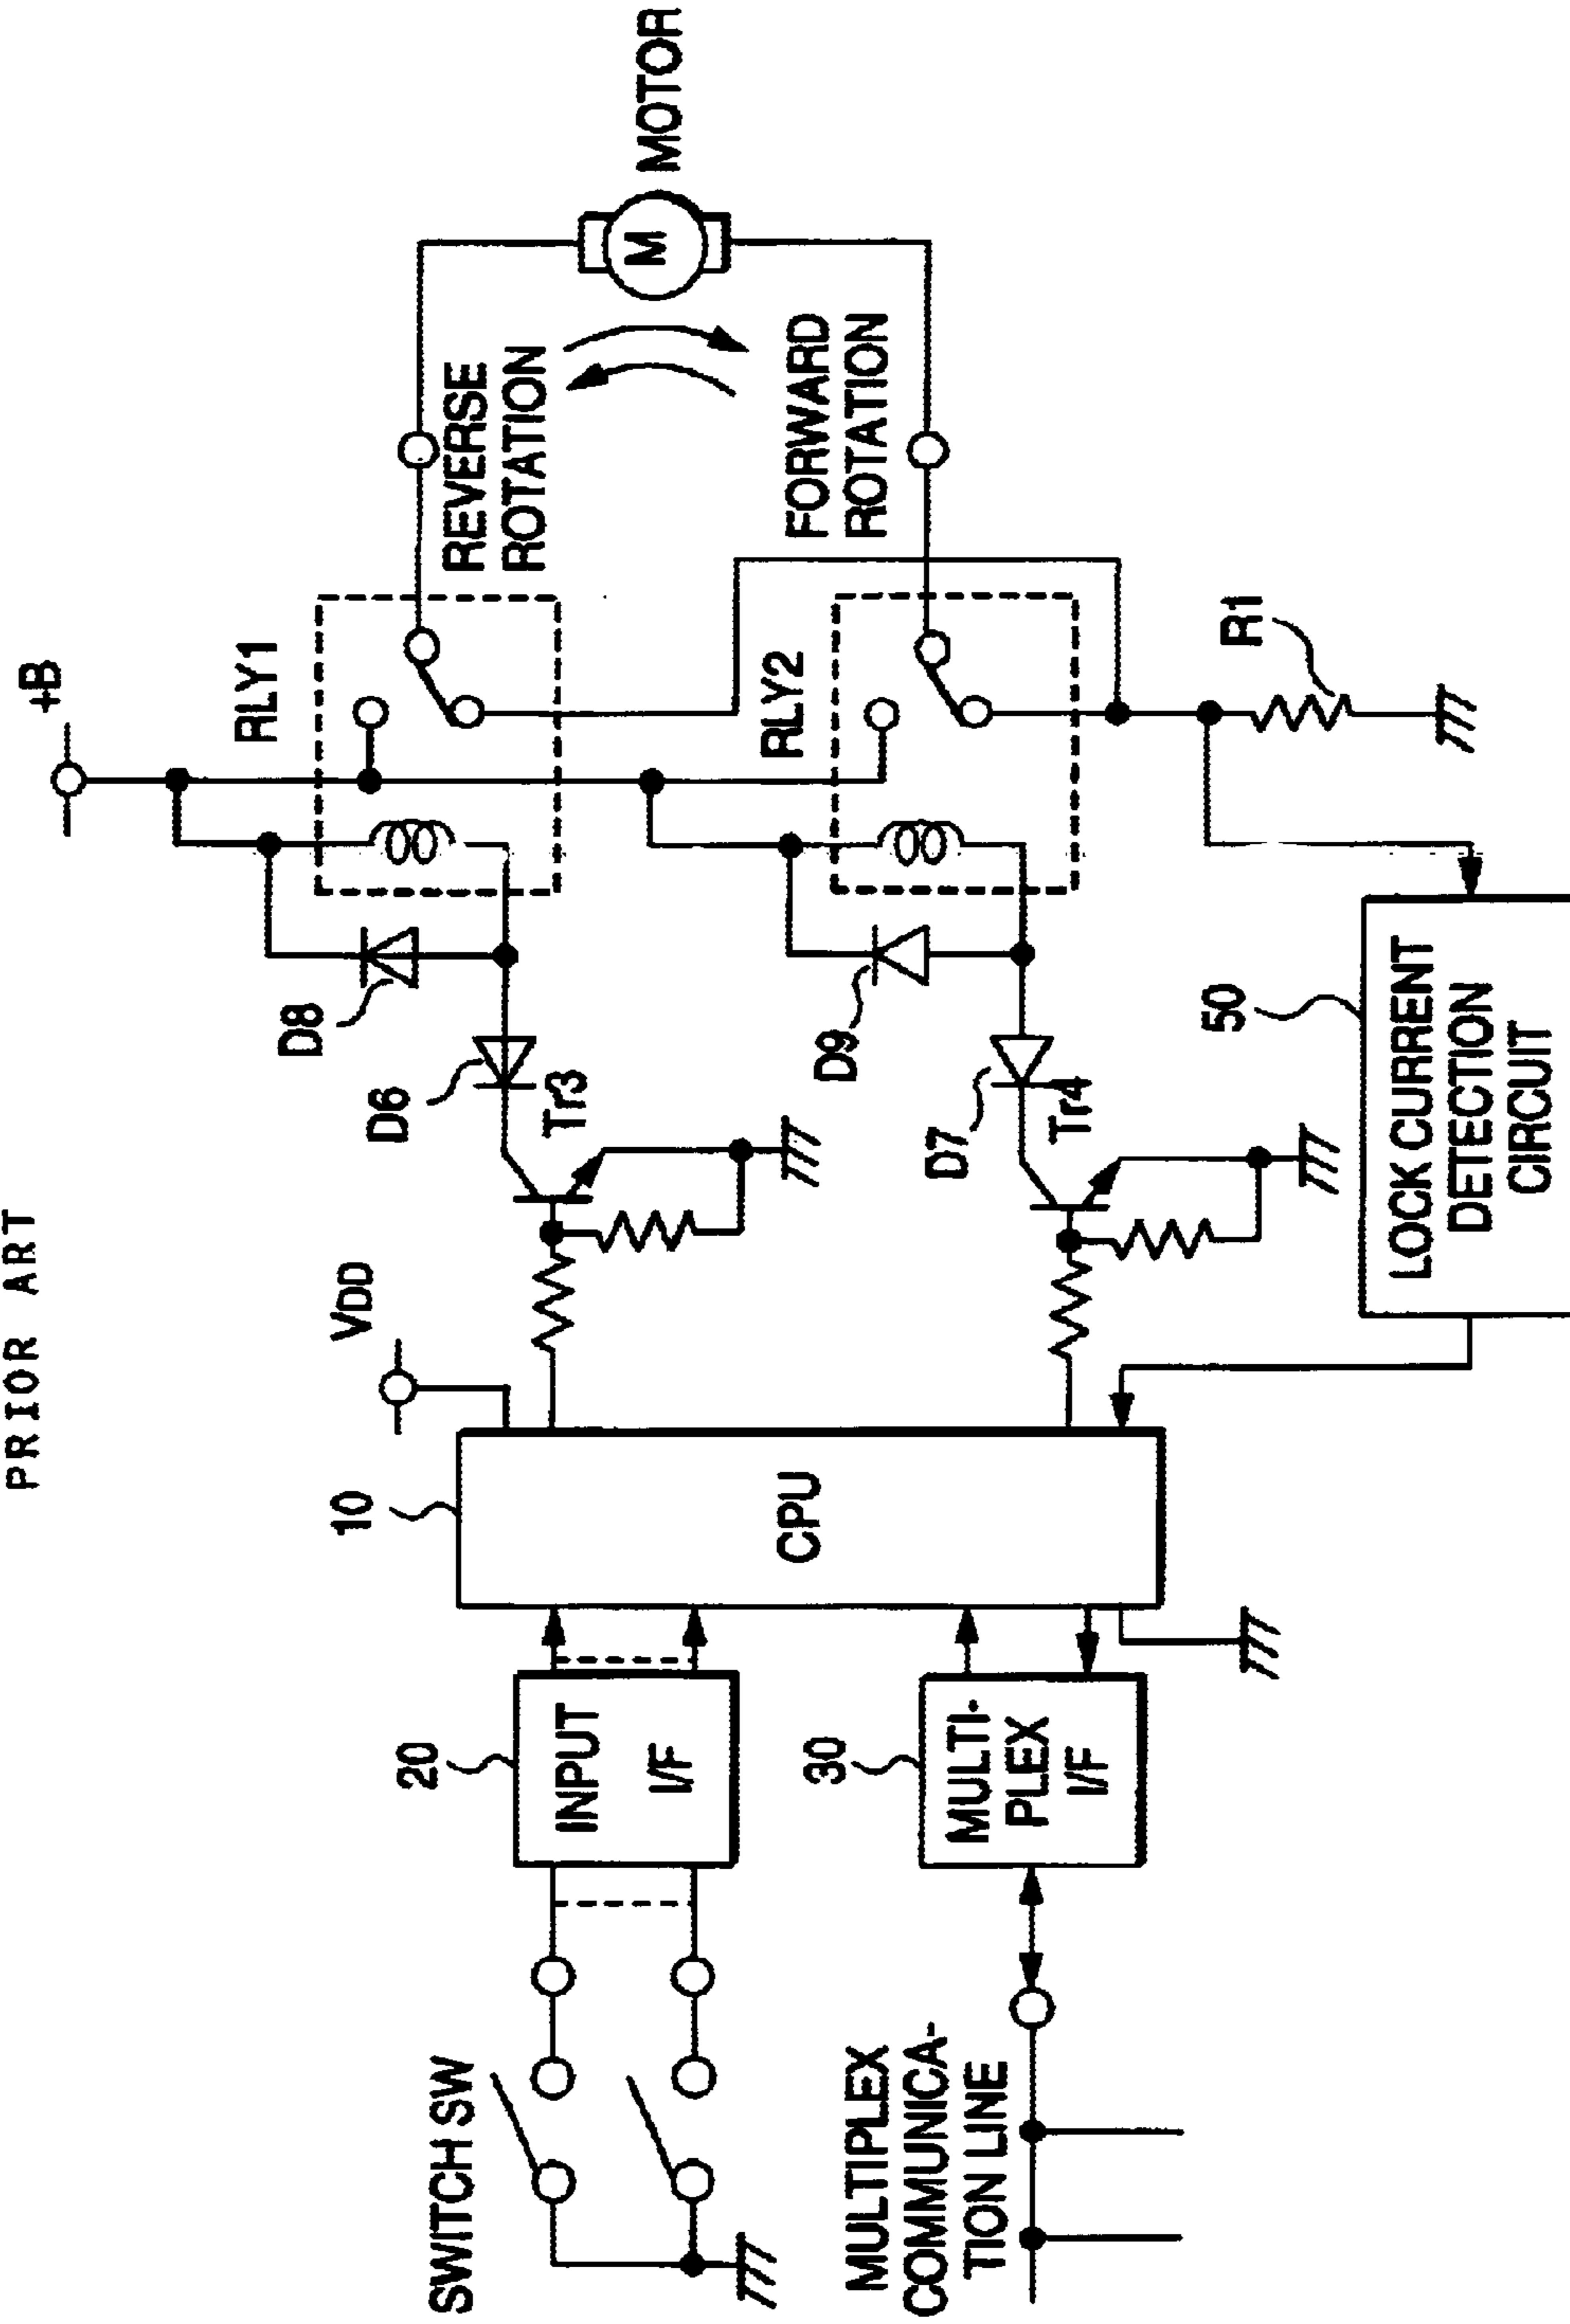 PRIOR ART
+B
RLY1
VDD
D8
D6
Tr3
10
20
SWITCH SW
INPUT
I/F
CPU
REVERSE
ROTATION
M
MOTOR
FORWARD
ROTATION
RLY2
D9
D7
Tr4
30
MULTI-
PLEX
I/F
MULTIPLEX
COMMUNICA-
TION LINE
R1
50
LOCK CURRENT
DETECTION
CIRCUIT